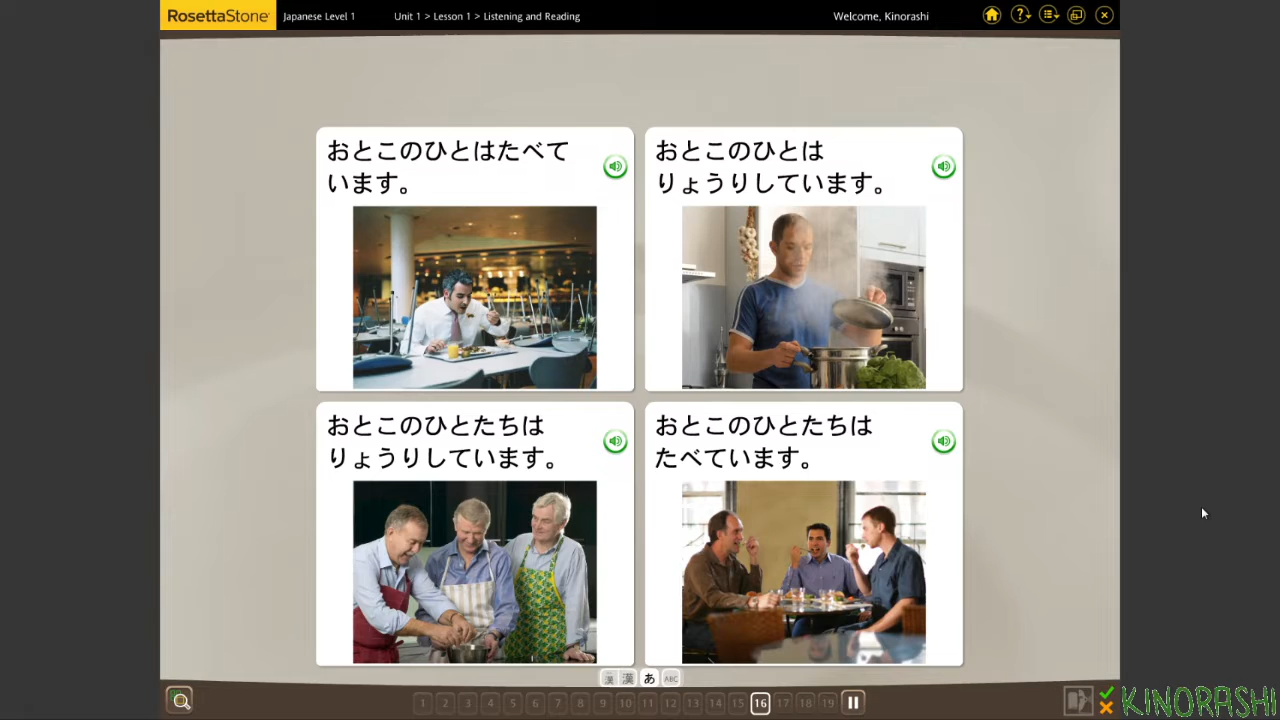 RosettaStone
Japanese Level 1
Unit 1 > Lesson 1 > Listening and Reading
Welcome, Kinorashi
おとこのひとはたべて
います。
おとこのひとは
りょうりしています。
おとこのひとたちは
りょうりしています。
おとこのひとたちは
たべています。
漢 漢 あ ABC
1 2 3 4 5 6 7 8 9 10 11 12 13 14 15 16 17 18 19
KINORASHI